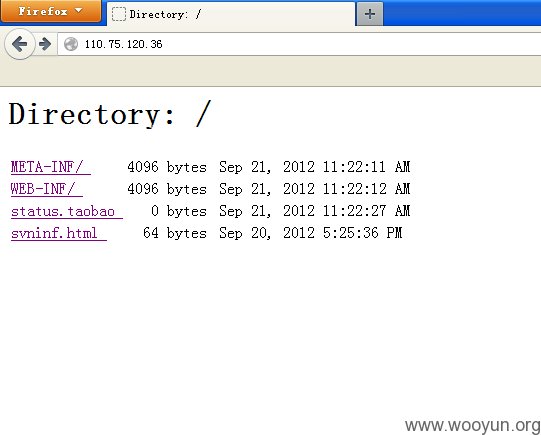 Firefox
Directory: /
110.75.120.36
Directory: /
META-INF/ 4096 bytes Sep 21, 2012 11:22:11 AM
WEB-INF/ 4096 bytes Sep 21, 2012 11:22:12 AM
status.taobao 0 bytes Sep 21, 2012 11:22:27 AM
svninf.html 64 bytes Sep 20, 2012 5:25:36 PM
www.wooyun.org